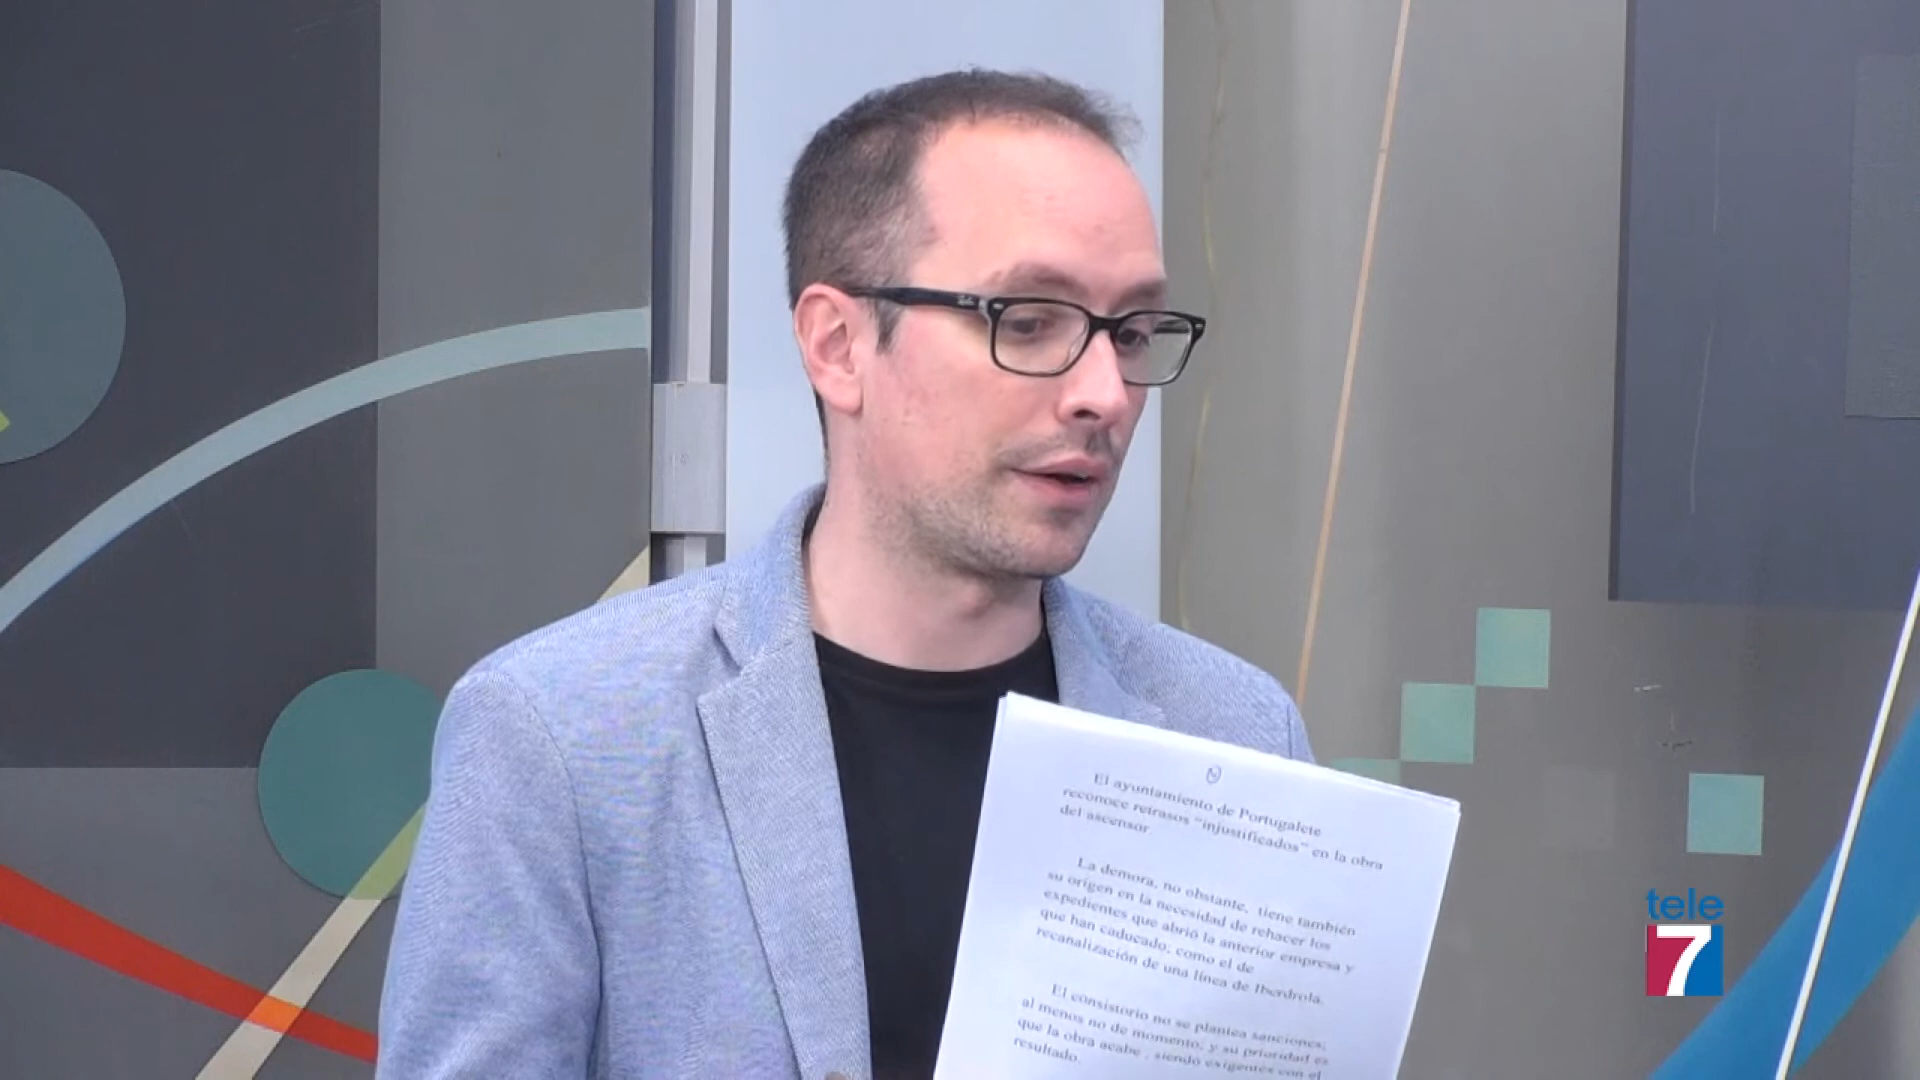 El ayuntamiento de Portugalete
reconoce retrasos "injustificados" en la obra
del ascensor
La demora, no obstante, tiene también
su origen en la necesidad de rehacer los
expedientes que abrió la anterior empresa y
que han caducado; como el de
recanalización de una línea de Iberdrola.
El consistorio no se plantea sanciones,
al menos no de momento, y su prioridad es
que la obra acabe , siendo exigentes con el
resultado.
tele
7